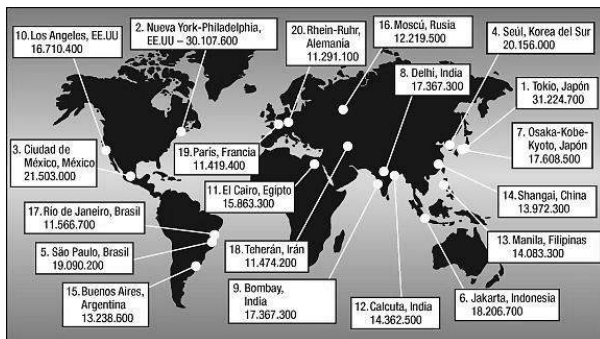 10. Los Angeles, EE.UU
16.710.400
2. Nueva York-Philadelphia,
EE.UU – 30.107.600
20. Rhein-Ruhr,
Alemania
11.291.100
16. Moscú, Rusia
12.219.500
4. Seúl, Korea del Sur
20.156.000
8. Delhi, India
17.367.300
1. Tokio, Japón
31.224.700
7. Osaka-Kobe-
Kyoto, Japón
17.608.500
3. Ciudad de
México, México
21.503.000
19. París, Francia
11.419.400
11. El Cairo, Egipto
15.863.300
14. Shangai, China
13.972.300
17. Río de Janeiro, Brasil
11.566.700
13. Manila, Filipinas
14.083.300
5. São Paulo, Brasil
19.090.200
18. Teherán, Irán
11.474.200
15. Buenos Aires,
Argentina
13.238.600
9. Bombay,
India
17.367.300
12. Calcuta, India
14.362.500
6. Jakarta, Indonesia
18.206.700